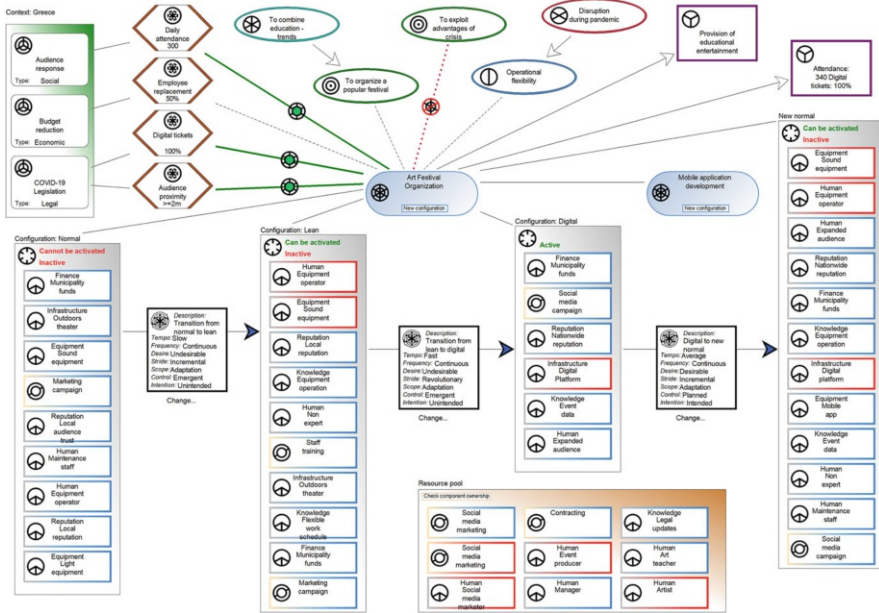 Context: Greece
Audience
response
Type: Social
Budget
reduction
Type: Economic
COVID-19
Legislation
Type: Legal
Daily
attendance
300
Employee
replacement
50%
Digital tickets
100%
Audience
proximity
>=2m
To combine
education -
trends
To organize a
popular festival
To exploit
advantages of
crisis
Disruption
during pandemic
Operational
flexibility
Provision of
educational
entertainment
Attendance:
340 Digital
tickets: 100%
Art Festival
Organization
New configuration
Mobile application
development
New configuration
Configuration: Normal
Cannot be activated
Inactive
Finance
Municipality
funds
Infrastructure
Outdoors
theater
Equipment
Sound
equipment
Marketing
campaign
Reputation
Local
audience
trust
Human
Maintenance
staff
Human
Equipment
operator
Reputation
Local
reputation
Equipment
Light
equipment
Description:
Transition from
normal to lean
Tempo: Slow
Frequency: Continuous
Desire: Undesirable
Stride: Incremental
Scope: Adaptation
Control: Emergent
Intention: Unintended
Change...
Configuration: Lean
Can be activated
Inactive
Human
Equipment
operator
Equipment
Sound
equipment
Reputation
Local
reputation
Knowledge
Equipment
operation
Human
Non
expert
Staff
training
Infrastructure
Outdoors
theater
Knowledge
Flexible
work
schedule
Finance
Municipality
funds
Marketing
campaign
Description:
Transition from
lean to digital
Tempo: Fast
Frequency: Continuous
Desire: Undesirable
Stride: Revolutionary
Scope: Adaptation
Control: Emergent
Intention: Unintended
Change...
Configuration: Digital
Active
Finance
Municipality
funds
Social
media
campaign
Reputation
Nationwide
reputation
Infrastructure
Digital
Platform
Knowledge
Event
data
Human
Expanded
audience
Description:
Digital to new
normal
Tempo: Average
Frequency: Continuous
Desire: Desirable
Stride: Incremental
Scope: Adaptation
Control: Planned
Intention: Intended
Change...
New normal
Can be activated
Inactive
Equipment
Sound
equipment
Human
Equipment
operator
Human
Expanded
audience
Reputation
Nationwide
reputation
Finance
Municipality
funds
Knowledge
Equipment
operation
Infrastructure
Digital
platform
Equipment
Mobile
app
Knowledge
Event
data
Human
Non
expert
Human
Maintenance
staff
Social
media
campaign
Resource pool
Check component ownership
Social
media
marketing
Contracting
Knowledge
Legal
updates
Social
media
marketing
Human
Event
producer
Human
Art
teacher
Human
Social
media
marketer
Human
Manager
Human
Artist